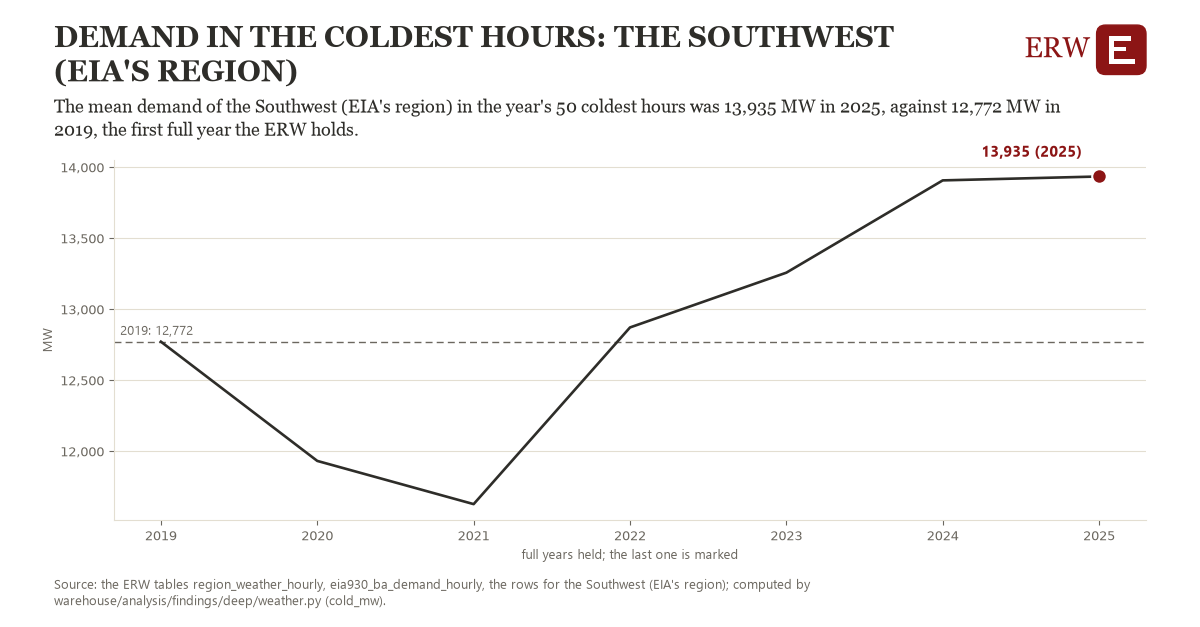 DEMAND IN THE COLDEST HOURS: THE SOUTHWEST
(EIA'S REGION)
ERW E
The mean demand of the Southwest (EIA's region) in the year's 50 coldest hours was 13,935 MW in 2025, against 12,772 MW in
2019, the first full year the ERW holds.
13,935 (2025)
14,000
13,500
13,000
12,500
12,000
MW
2019: 12,772
2019 2020 2021 2022 2023 2024 2025
full years held; the last one is marked
Source: the ERW tables region_weather_hourly, eia930_ba_demand_hourly, the rows for the Southwest (EIA's region); computed by
warehouse/analysis/findings/deep/weather.py (cold_mw).